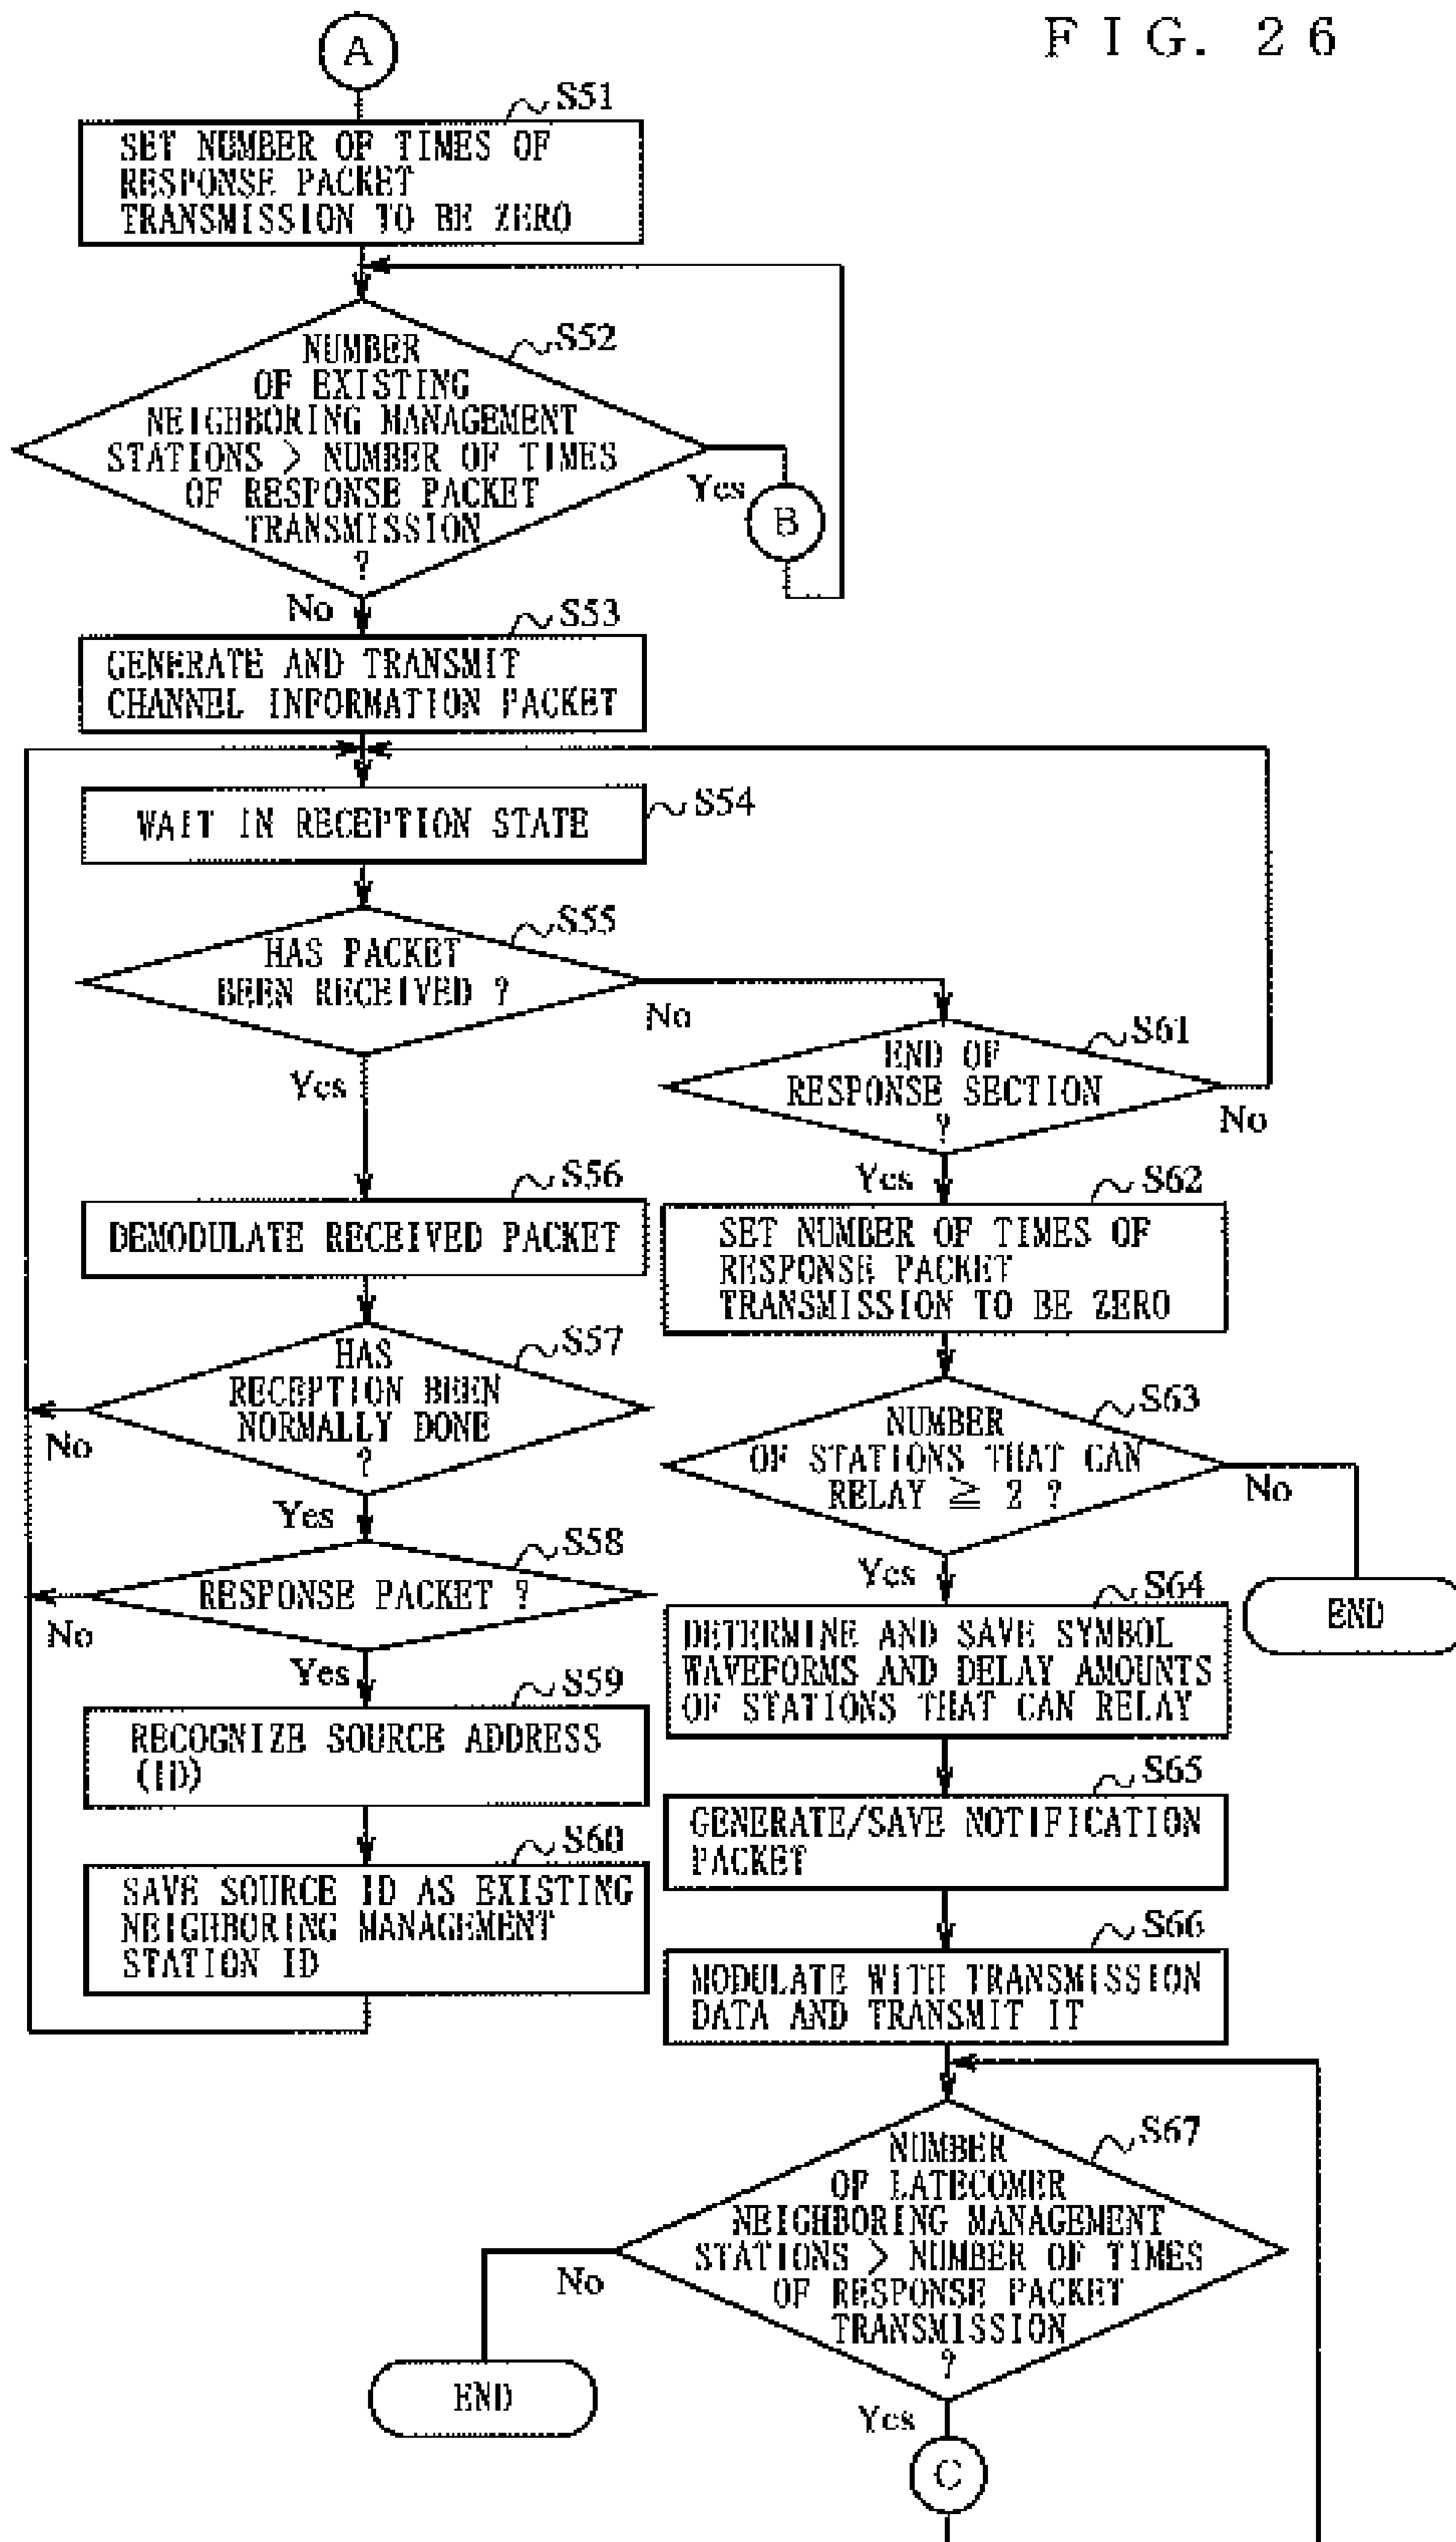 FIG. 26
A
S51
SET NUMBER OF TIMES OF
RESPONSE PACKET
TRANSMISSION TO BE ZERO
S52
NUMBER
OF EXISTING
NEIGHBORING MANAGEMENT
STATIONS > NUMBER OF TIMES
OF RESPONSE PACKET
TRANSMISSION
?
Yes
B
No
S53
GENERATE AND TRANSMIT
CHANNEL INFORMATION PACKET
S54
WAIT IN RECEPTION STATE
S55
HAS PACKET
BEEN RECEIVED ?
No
Yes
S61
END OF
RESPONSE SECTION
?
No
Yes
S56
DEMODULATE RECEIVED PACKET
S62
SET NUMBER OF TIMES OF
RESPONSE PACKET
TRANSMISSION TO BE ZERO
S57
HAS
RECEPTION BEEN
NORMALLY DONE
?
No
Yes
S63
NUMBER
OF STATIONS THAT CAN
RELAY ≧ 2 ?
No
Yes
END
S58
RESPONSE PACKET ?
No
Yes
S64
DETERMINE AND SAVE SYMBOL
WAVEFORMS AND DELAY AMOUNTS
OF STATIONS THAT CAN RELAY
S59
RECOGNIZE SOURCE ADDRESS
(ID)
S65
GENERATE/SAVE NOTIFICATION
PACKET
S60
SAVE SOURCE ID AS EXISTING
NEIGHBORING MANAGEMENT
STATION ID
S66
MODULATE WITH TRANSMISSION
DATA AND TRANSMIT IT
S67
NUMBER
OF LATECOMER
NEIGHBORING MANAGEMENT
STATIONS > NUMBER OF TIMES
OF RESPONSE PACKET
TRANSMISSION
?
No
END
Yes
C